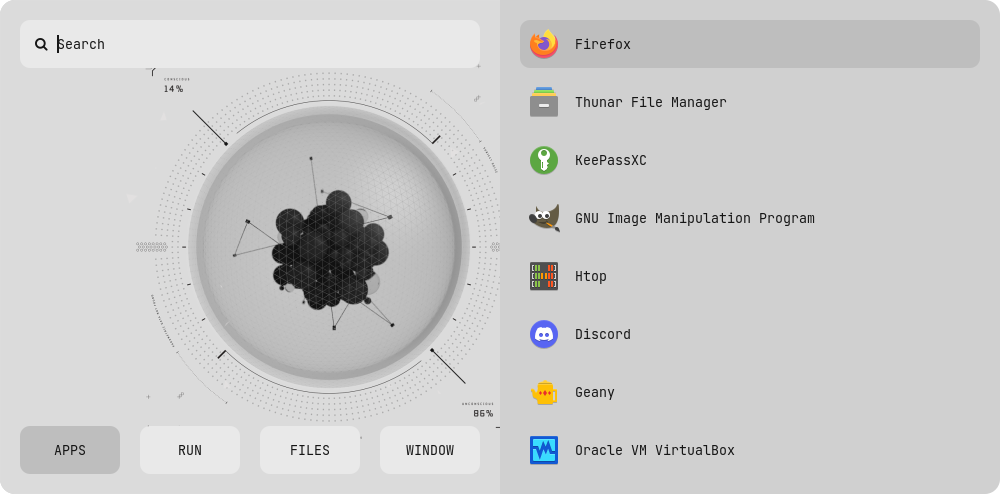 Search
14%
86%
APPS
RUN
FILES
WINDOW
Firefox
Thunar File Manager
KeePassXC
GNU Image Manipulation Program
Htop
Discord
Geany
Oracle VM VirtualBox